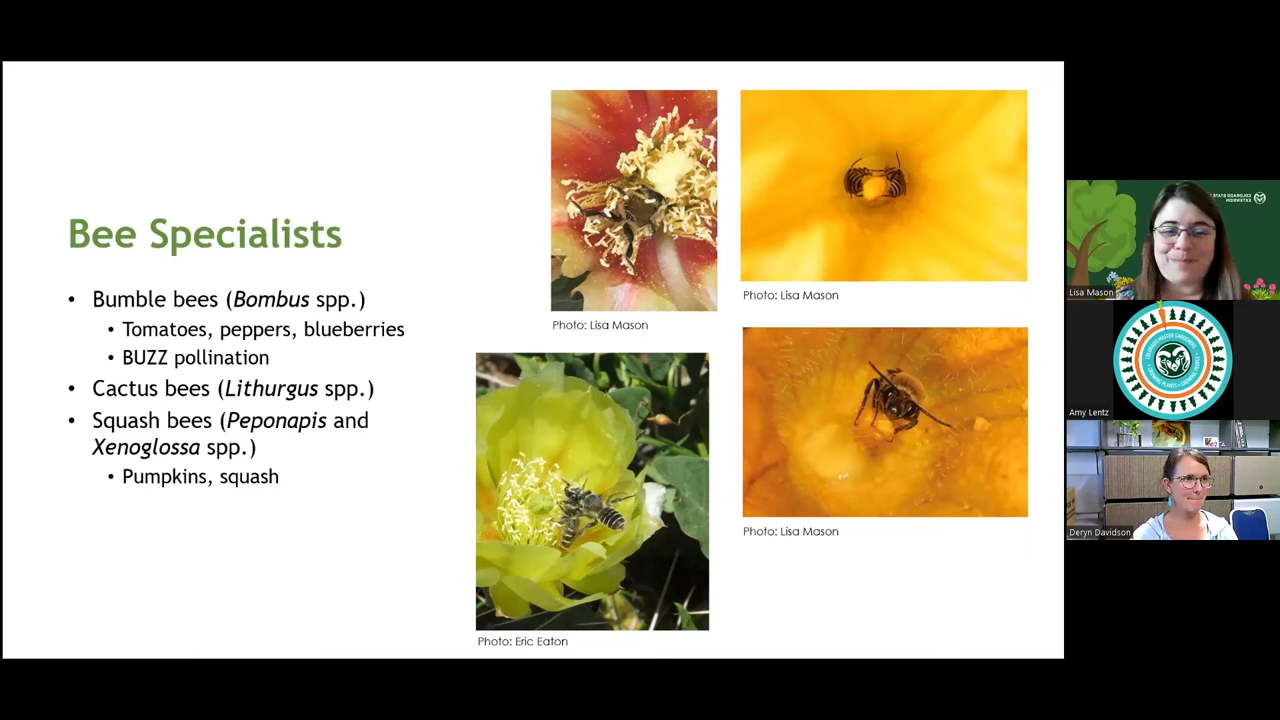 Bee Specialists
• Bumble bees (Bombus spp.)
• Tomatoes, peppers, blueberries
• BUZZ pollination
• Cactus bees (Lithurgus spp.)
• Squash bees (Peponapis and
Xenoglossa spp.)
• Pumpkins, squash
Photo: Lisa Mason
Photo: Lisa Mason
Photo: Lisa Mason
Photo: Eric Eaton
Lisa Mason
Amy Lentz
Deryn Davidson